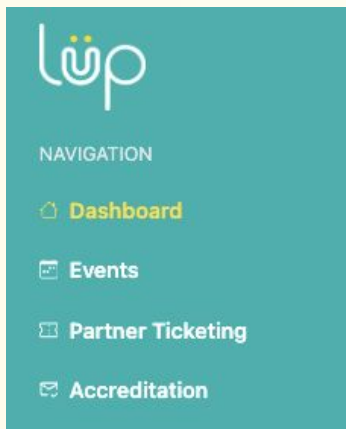 lüp
NAVIGATION
Dashboard
Events
Partner Ticketing
Accreditation